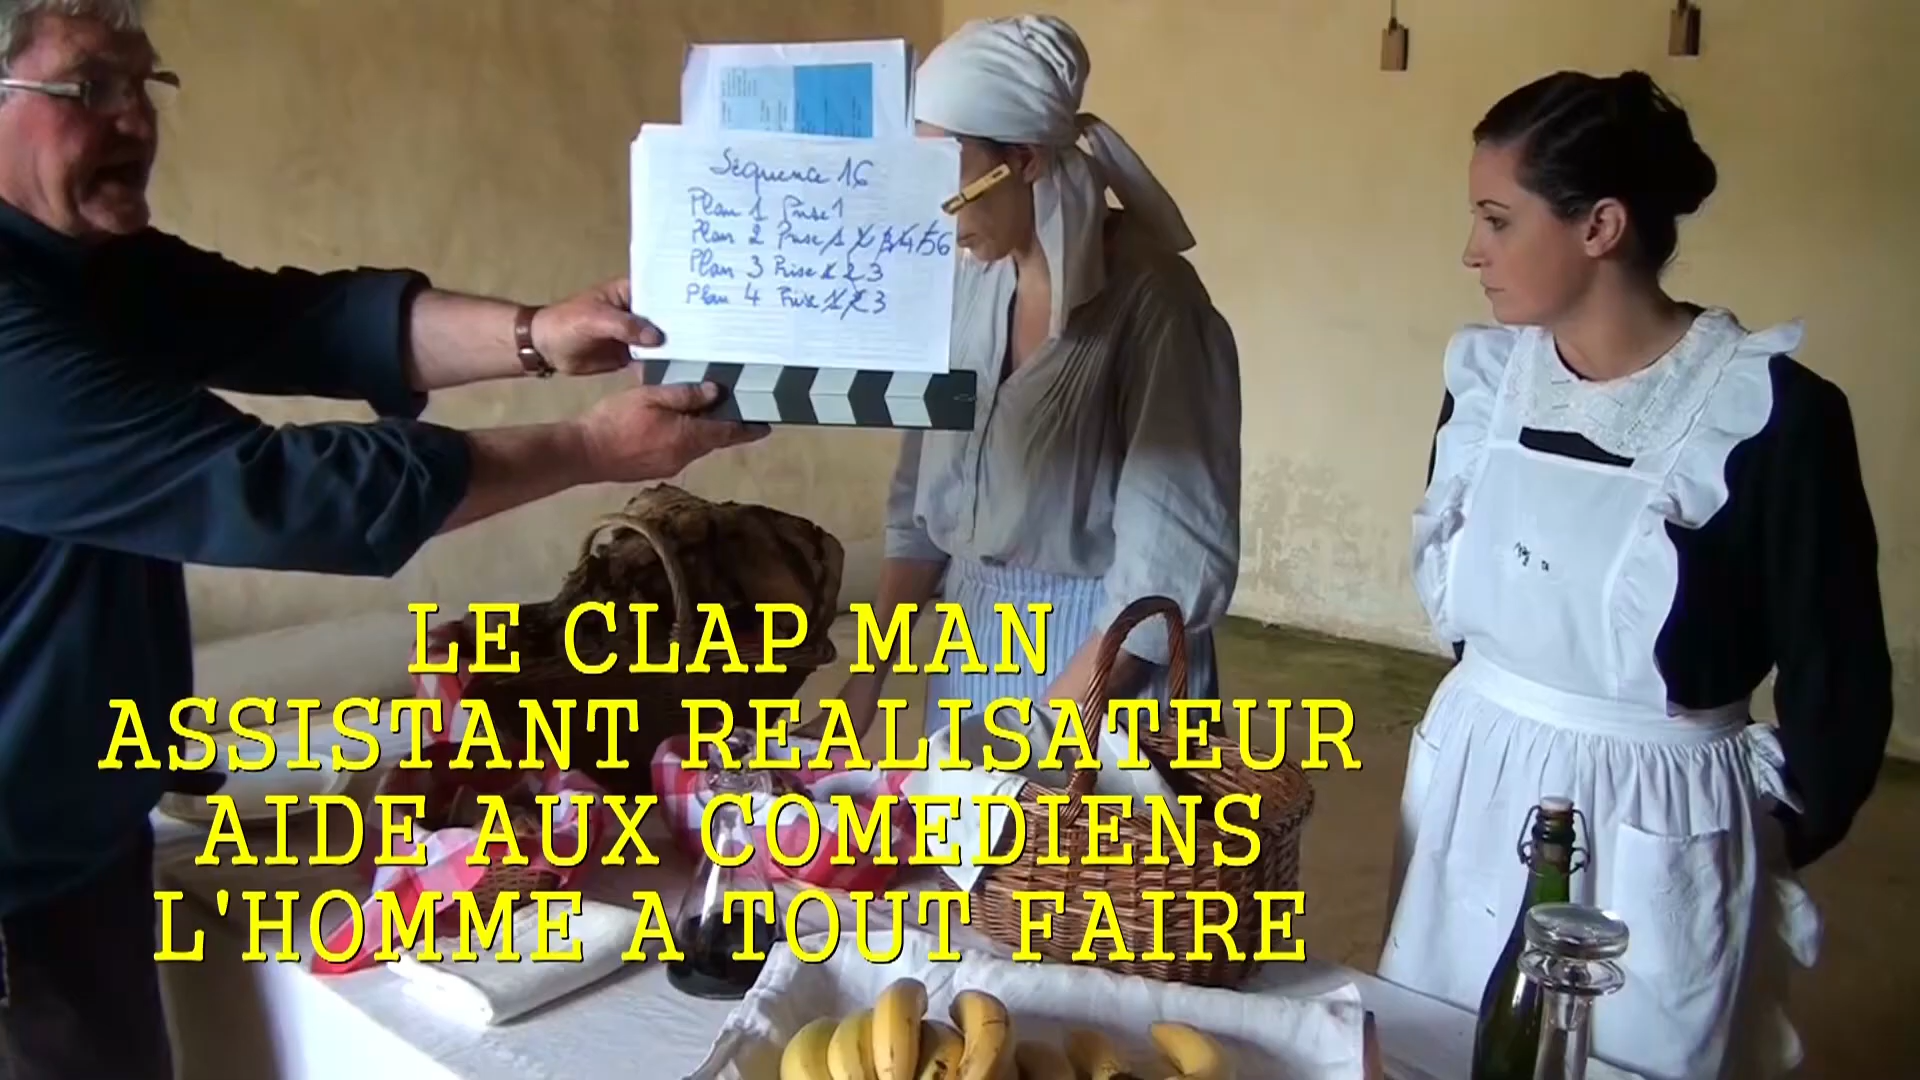 Séquence 16
Plan 1 Prise 1
Plan 2 Prise 1 2 3 4 5 6
Plan 3 Prise 1 2 3
Plan 4 Prise 1 2 3
LE CLAP MAN
ASSISTANT REALISATEUR
AIDE AUX COMEDIENS
L'HOMME A TOUT FAIRE